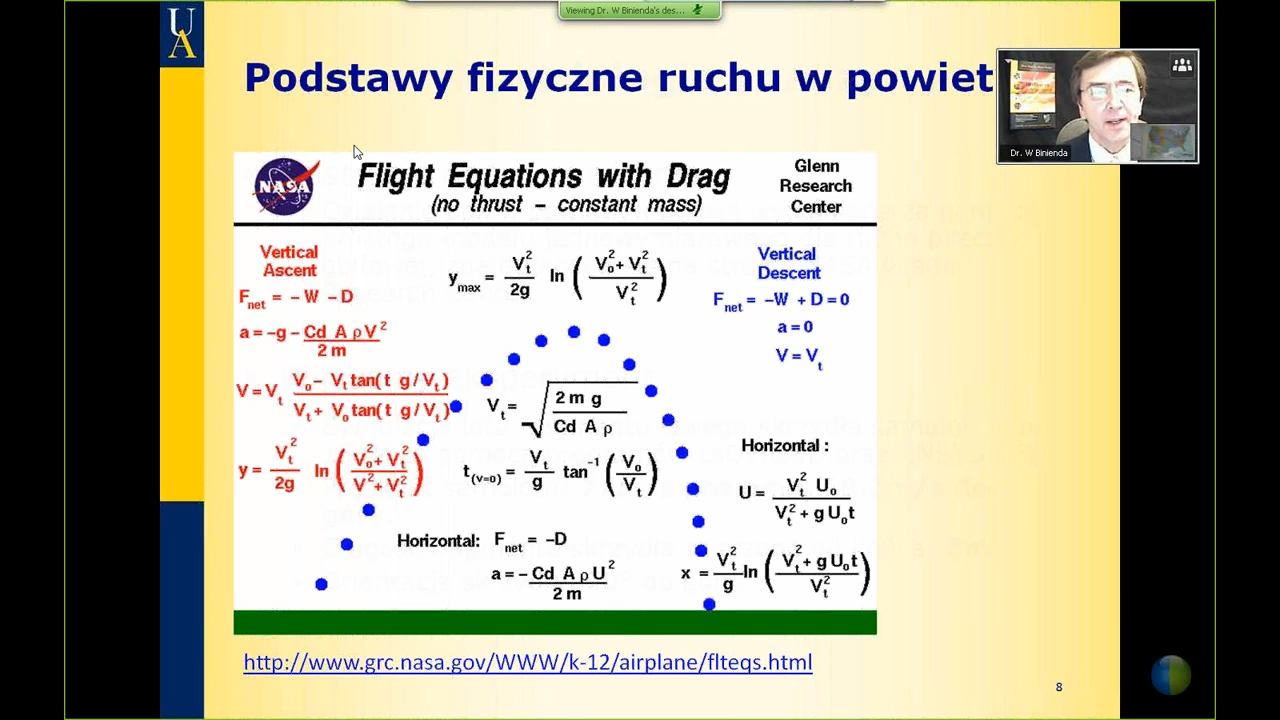 Viewing Dr. W Binienda's des...
UA
Podstawy fizyczne ruchu w powiet
Dr. W Binienda
NASA
Flight Equations with Drag
(no thrust – constant mass)
Glenn
Research
Center
Vertical
Ascent
F_net = – W – D
a = –g – Cd A ρ V² / 2 m
V = V_t (V_o – V_t tan( t g / V_t )) / (V_t + V_o tan( t g / V_t ))
y = V_t² / 2g ln ( (V_o² + V_t²) / (V² + V_t²) )
y_max = V_t² / 2g ln ( (V_o² + V_t²) / V_t² )
V_t = √( 2 m g / Cd A ρ )
t_(v=o) = V_t / g tan⁻¹ ( V_o / V_t )
Horizontal: F_net = –D
a = – Cd A ρ U² / 2 m
Vertical
Descent
F_net = –W + D = 0
a = 0
V = V_t
Horizontal :
U = V_t² U_o / (V_t² + g U_o t)
x = V_t² / g ln ( (V_t² + g U_o t) / V_t² )
http://www.grc.nasa.gov/WWW/k-12/airplane/flteqs.html
8